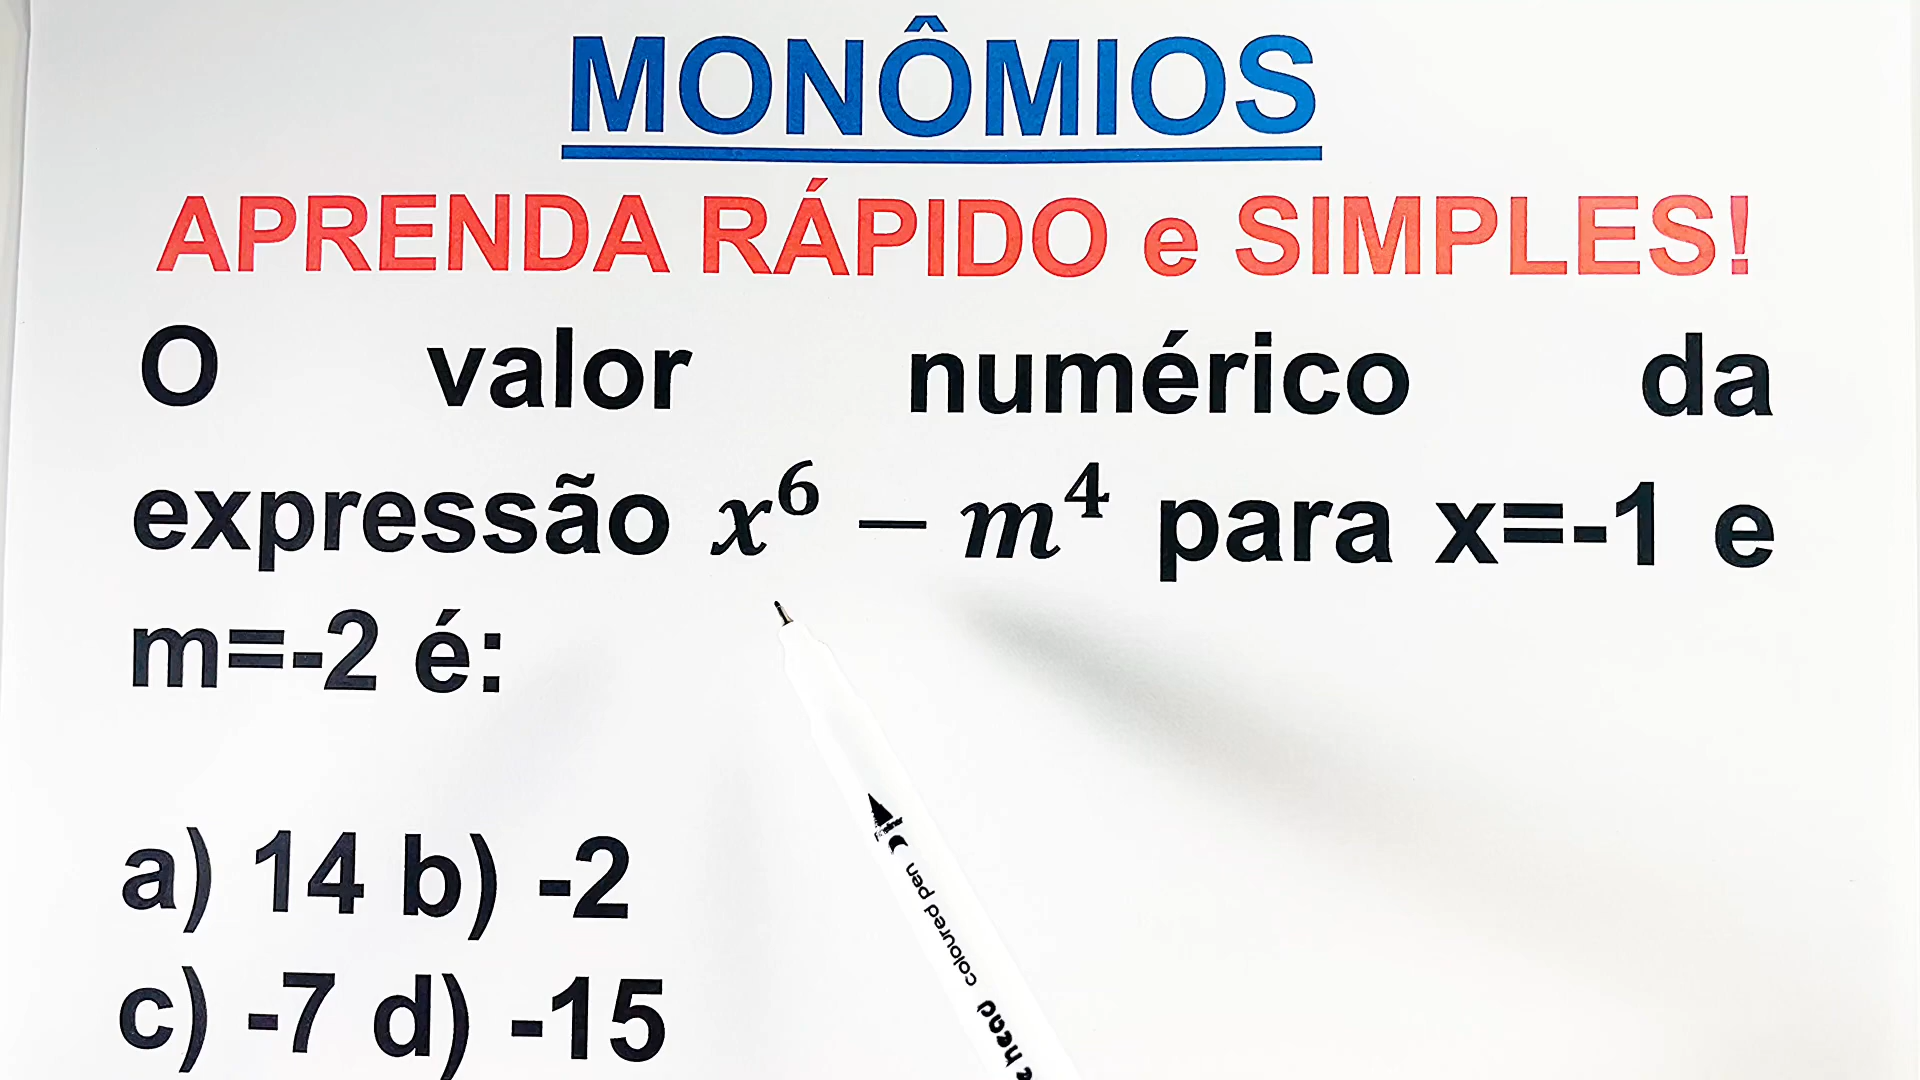 MONÔMIOS
APRENDA RÁPIDO e SIMPLES!
O valor numérico da
expressão x⁶ − m⁴ para x=-1 e
m=-2 é:
a) 14 b) -2
c) -7 d) -15
coloured pen
head